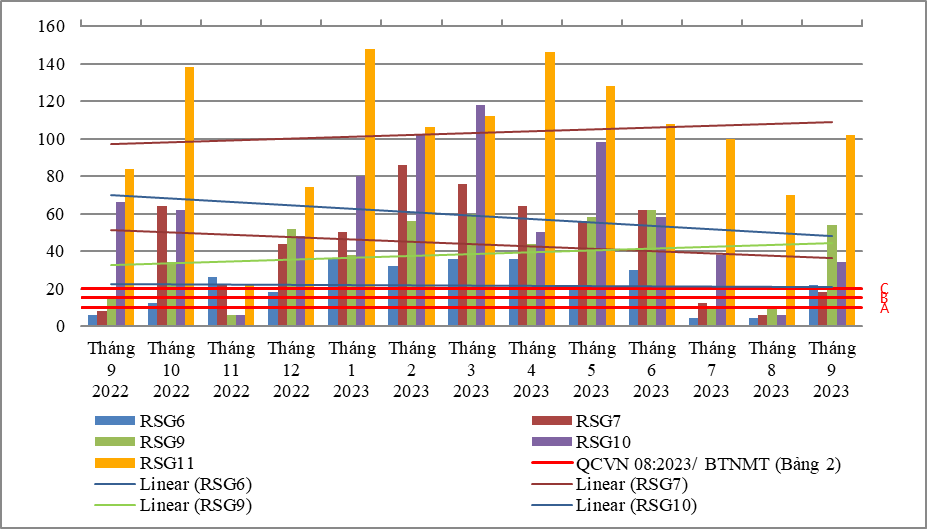 160
140
120
100
80
60
40
20
0
C
B
A
Tháng Tháng Tháng Tháng Tháng Tháng Tháng Tháng Tháng Tháng Tháng Tháng Tháng
9 10 11 12 1 2 3 4 5 6 7 8 9
2022 2022 2022 2022 2023 2023 2023 2023 2023 2023 2023 2023 2023
RSG6 RSG7
RSG9 RSG10
RSG11 QCVN 08:2023/ BTNMT (Bảng 2)
Linear (RSG6) Linear (RSG7)
Linear (RSG9) Linear (RSG10)